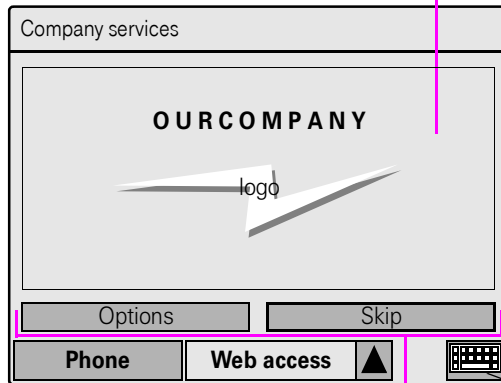 Company services
OURCOMPANY
logo
Options Skip
Phone Web access